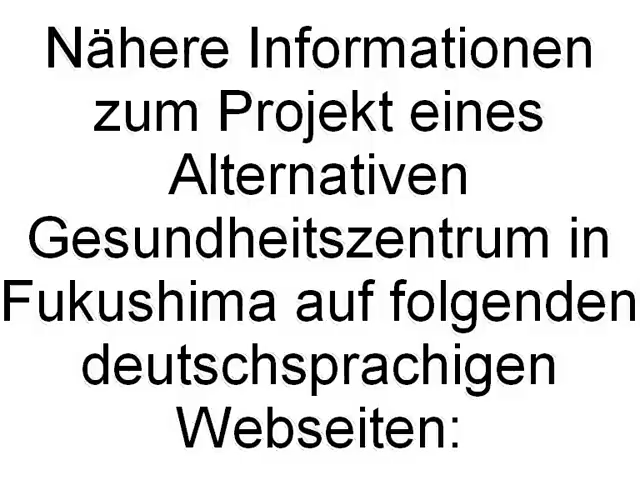 Nähere Informationen
zum Projekt eines
Alternativen
Gesundheitszentrum in
Fukushima auf folgenden
deutschsprachigen
Webseiten: